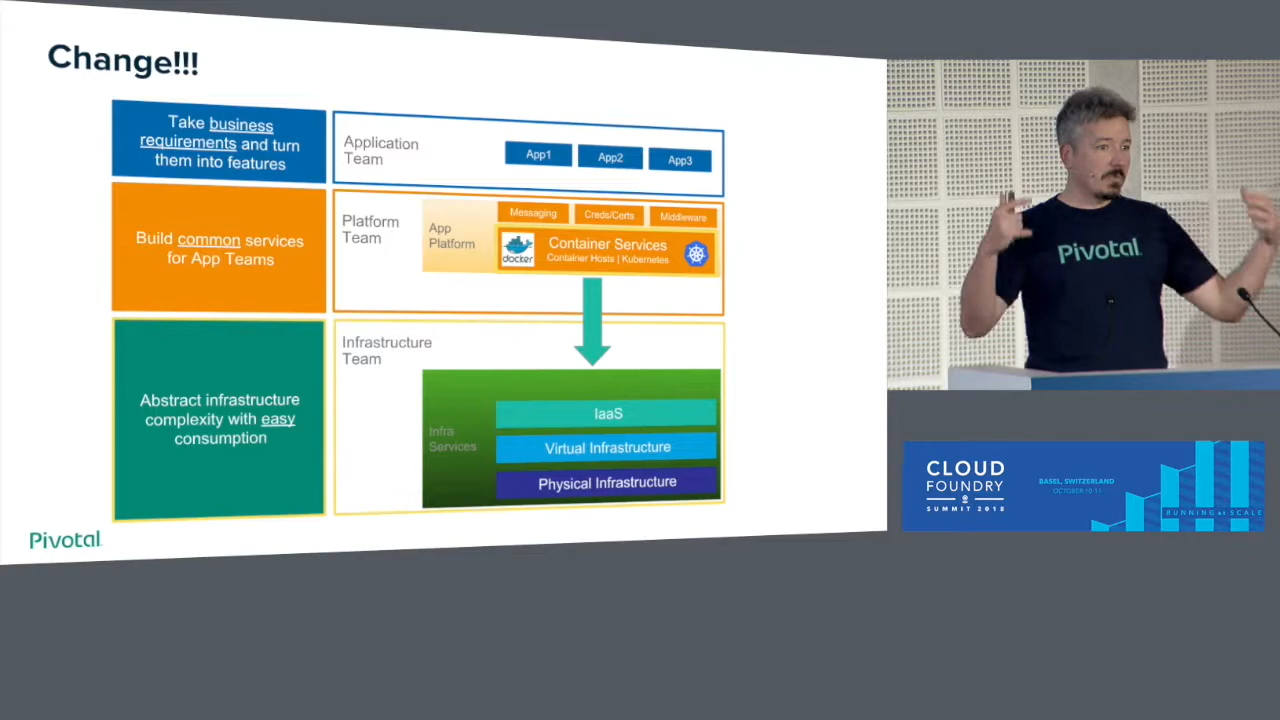 Change!!!
Take business
requirements and turn
them into features
Application
Team
App1
App2
App3
Build common services
for App Teams
Platform
Team
App
Platform
Messaging
Creds/Certs
Middleware
docker
Container Services
Container Hosts | Kubernetes
Abstract infrastructure
complexity with easy
consumption
Infrastructure
Team
Infra
Services
IaaS
Virtual Infrastructure
Physical Infrastructure
Pivotal
Pivotal
CLOUD
FOUNDRY
SUMMIT 2018
BASEL, SWITZERLAND
OCTOBER 10-11
RUNNING at SCALE